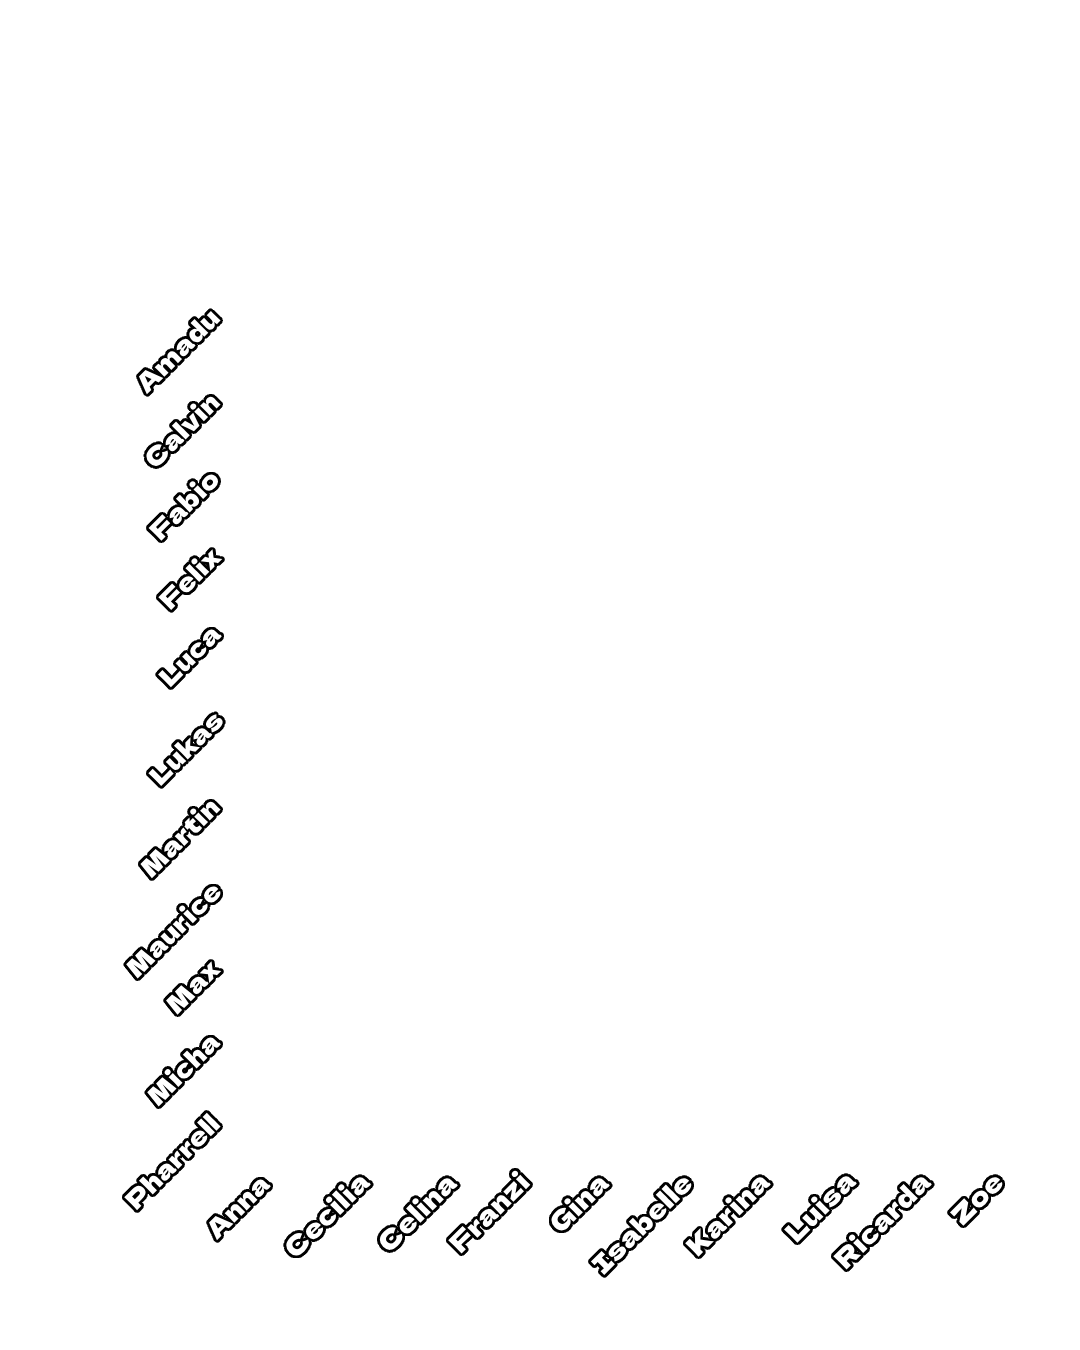 Amadu
Calvin
Fabio
Felix
Luca
Lukas
Martin
Maurice
Max
Micha
Pharrell
Anna
Cecilia
Celina
Franzi
Gina
Isabelle
Karina
Luisa
Ricarda
Zoe